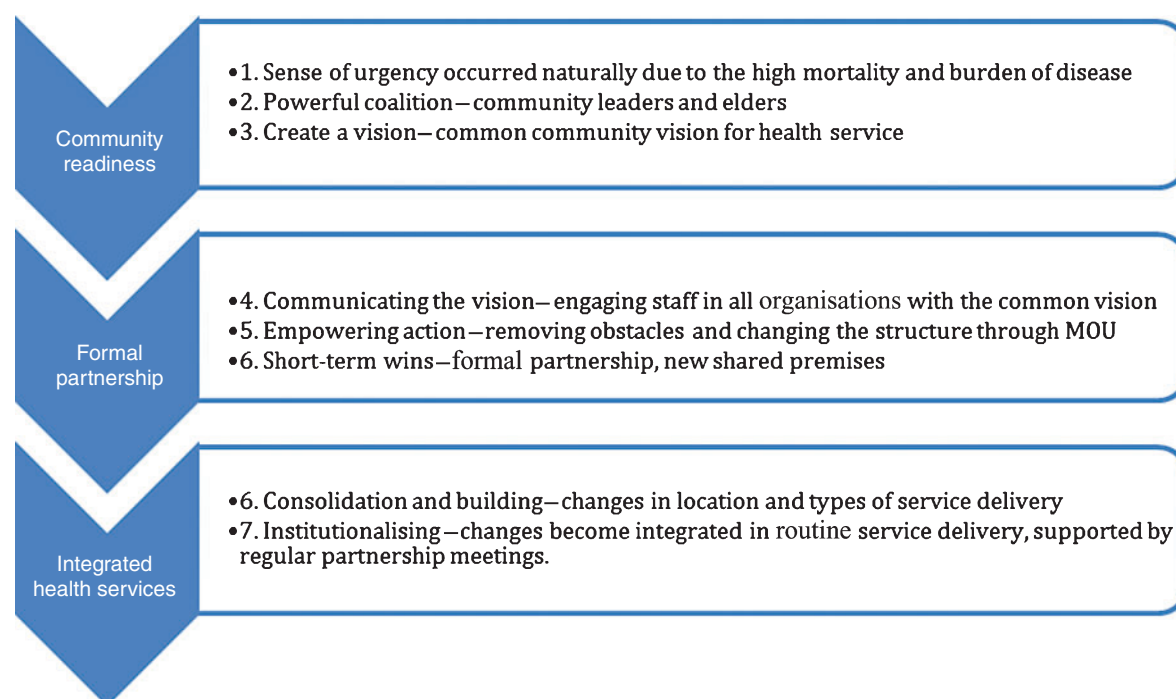 Community
readiness
•1. Sense of urgency occurred naturally due to the high mortality and burden of disease
•2. Powerful coalition—community leaders and elders
•3. Create a vision—common community vision for health service
Formal
partnership
•4. Communicating the vision—engaging staff in all organisations with the common vision
•5. Empowering action—removing obstacles and changing the structure through MOU
•6. Short-term wins—formal partnership, new shared premises
Integrated
health services
•6. Consolidation and building—changes in location and types of service delivery
•7. Institutionalising—changes become integrated in routine service delivery, supported by
regular partnership meetings.